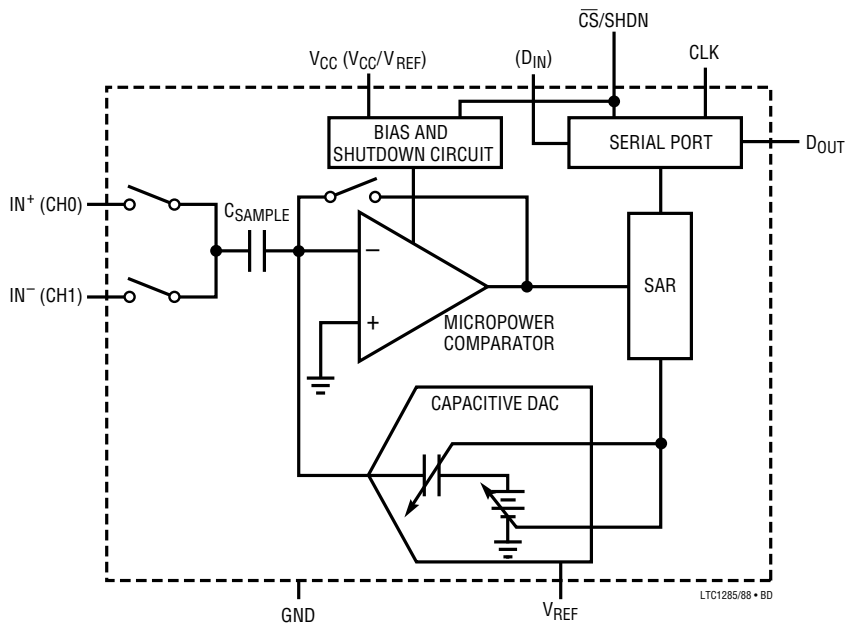 C̅S̅/SHDN
VCC (VCC/VREF)
(DIN)
CLK
BIAS AND
SHUTDOWN CIRCUIT
SERIAL PORT
DOUT
IN+ (CH0)
CSAMPLE
−
SAR
IN− (CH1)
+
MICROPOWER
COMPARATOR
CAPACITIVE DAC
GND
VREF
LTC1285/88 • BD